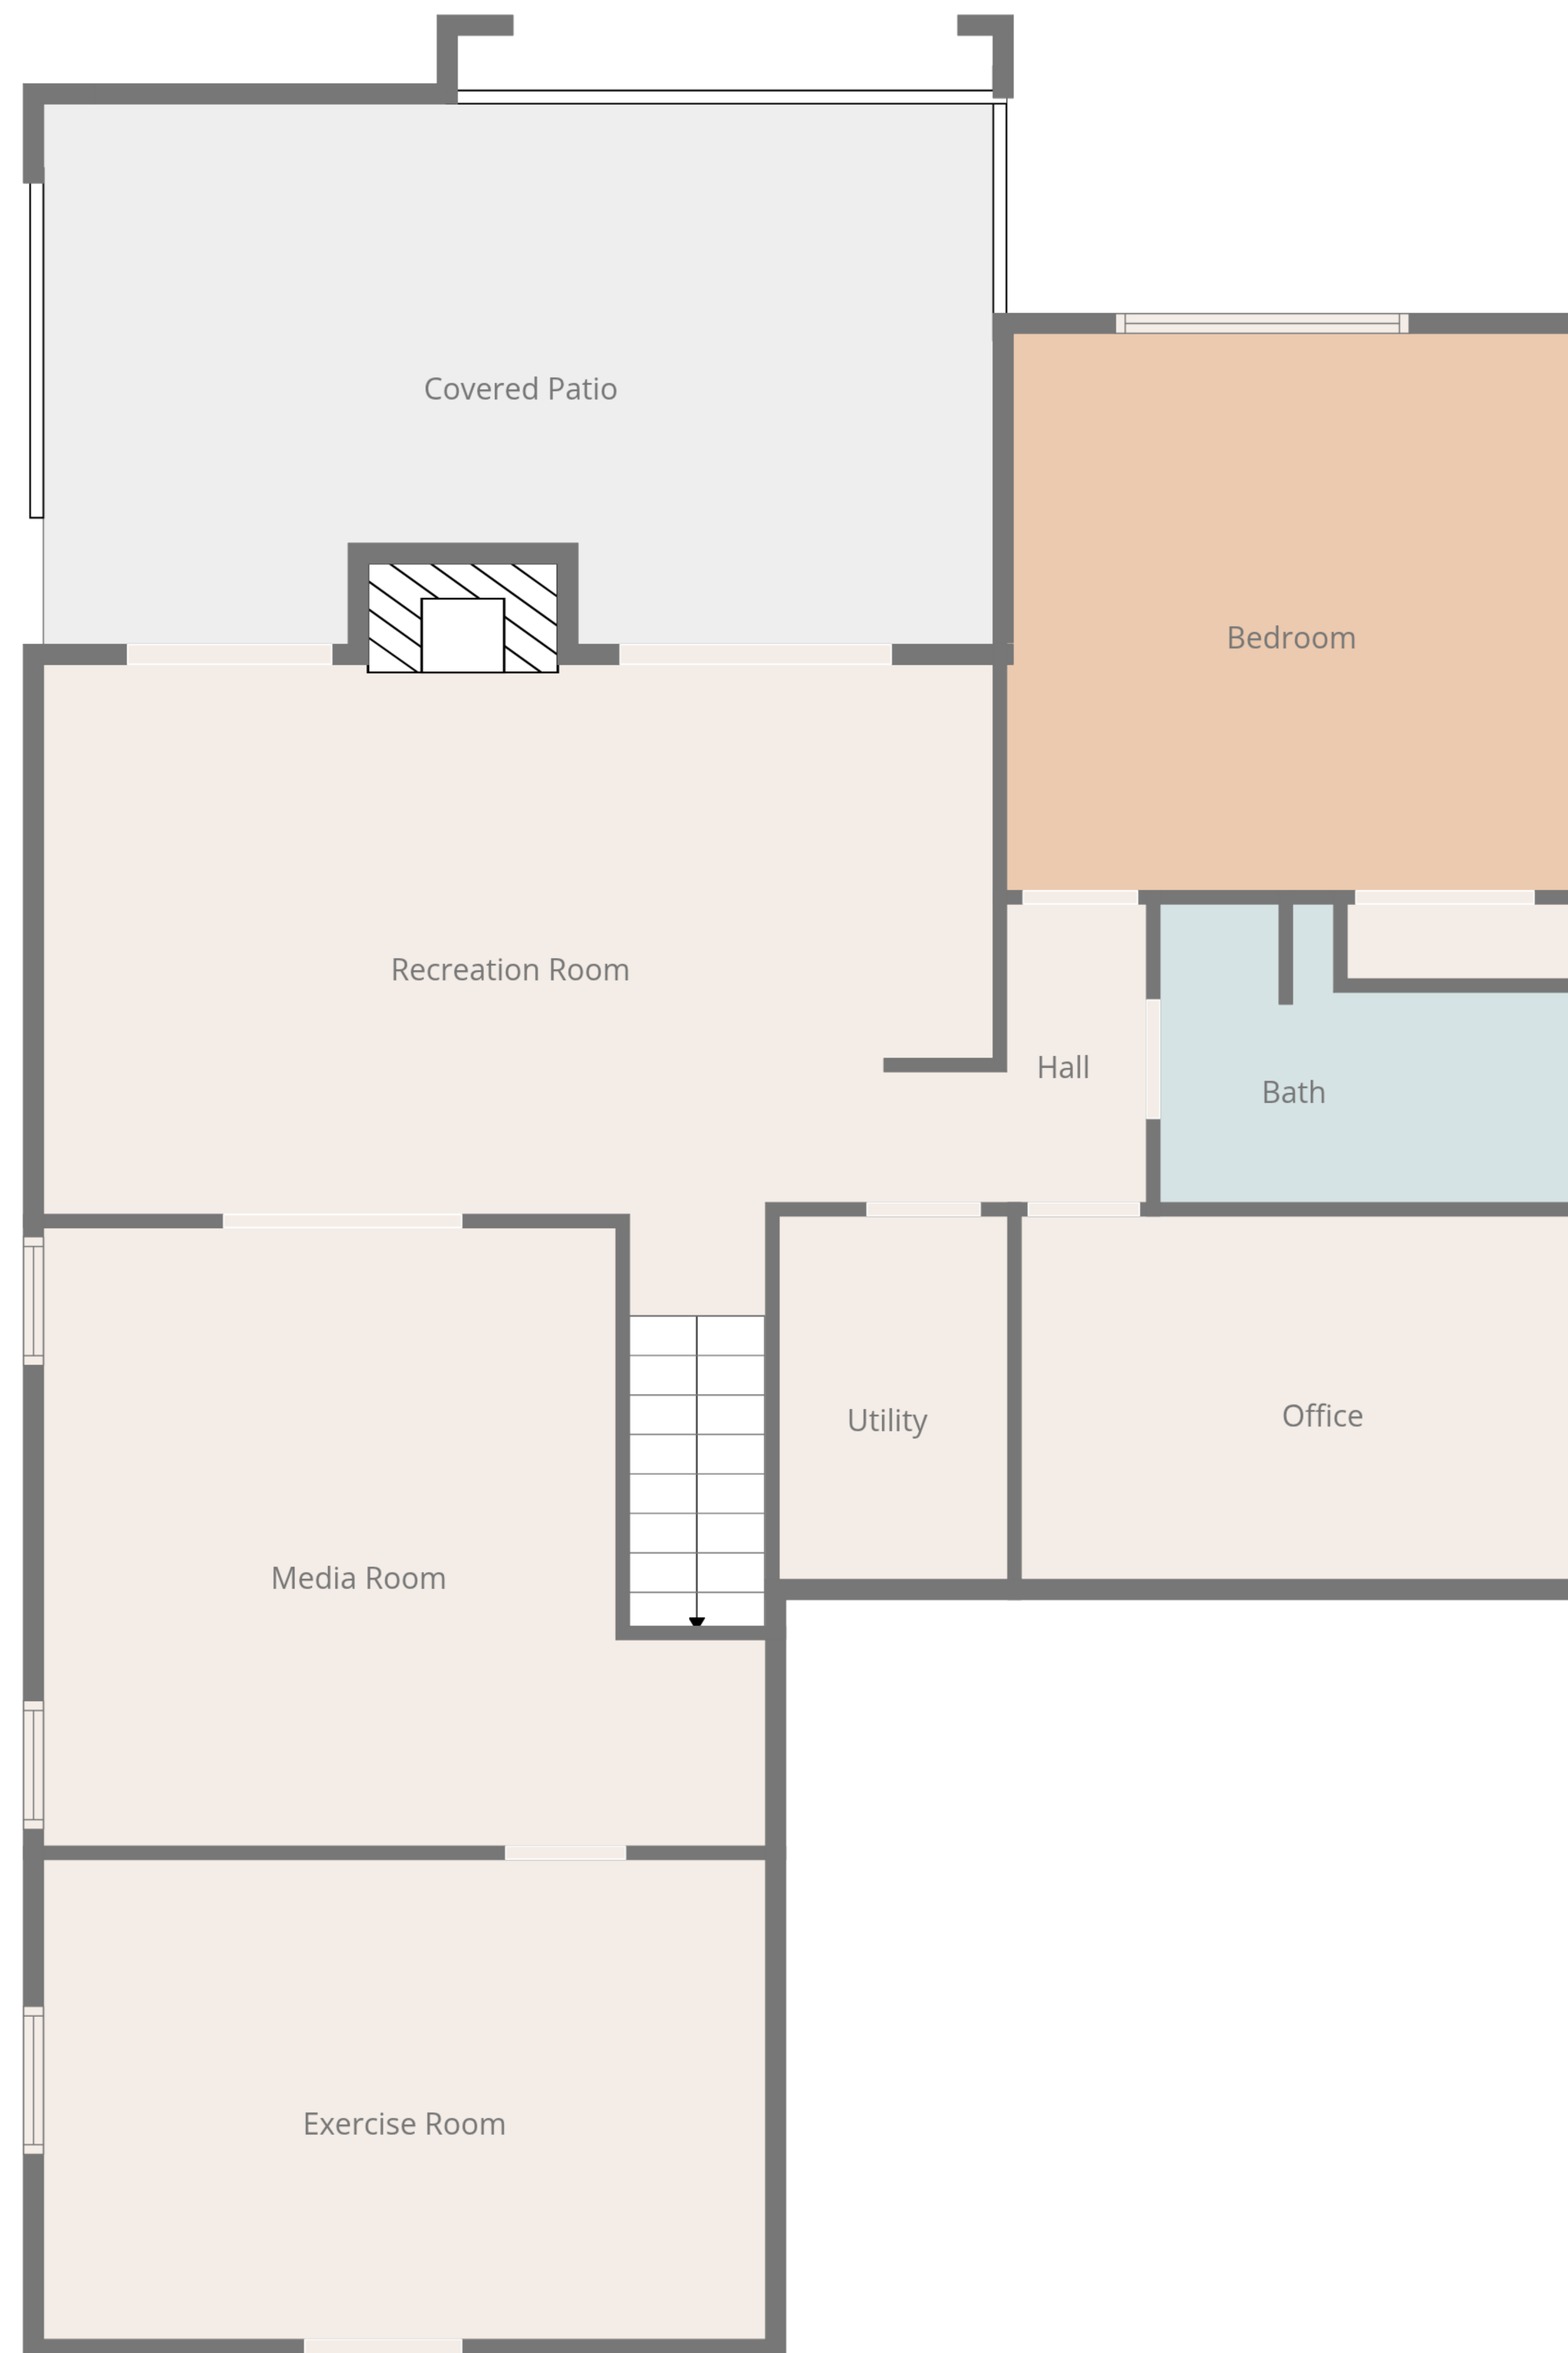 Covered Patio
Bedroom
Recreation Room
Hall
Bath
Utility
Office
Media Room
Exercise Room